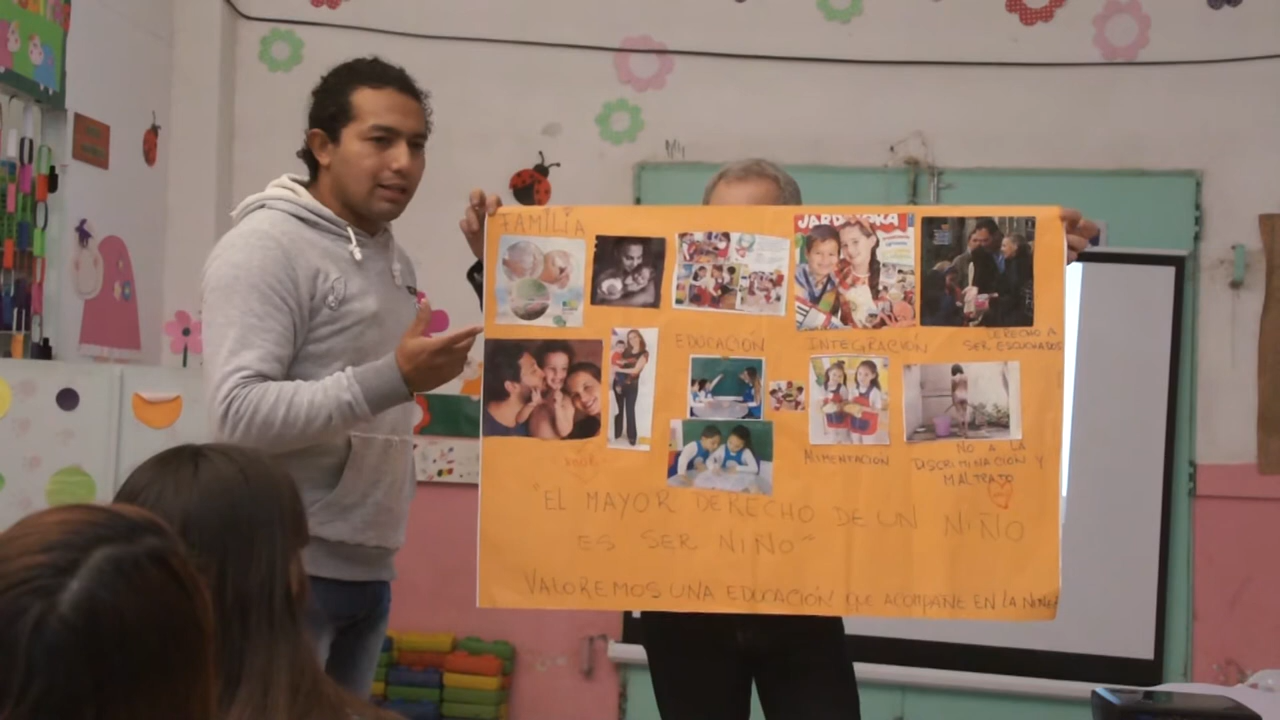 FAMILIA
JARDINERA
EDUCACIÓN
INTEGRACIÓN
DERECHO A
SER ESCUCHADOS
AMOR
ALIMENTACIÓN
NO A LA
DISCRIMINACIÓN Y
MALTRATO
"EL MAYOR DERECHO DE UN NIÑO
ES SER NIÑO"
VALOREMOS UNA EDUCACIÓN QUE ACOMPAÑE EN LA NIÑEZ